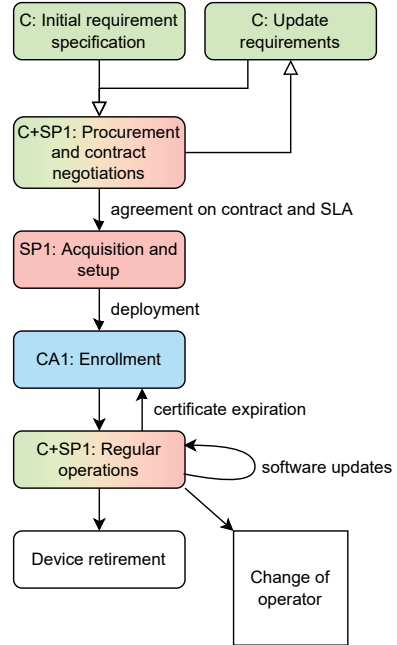 C: Initial requirement
specification
C: Update
requirements
C+SP1: Procurement
and contract
negotiations
agreement on contract and SLA
SP1: Acquisition and
setup
deployment
CA1: Enrollment
certificate expiration
C+SP1: Regular
operations
software updates
Device retirement
Change of
operator